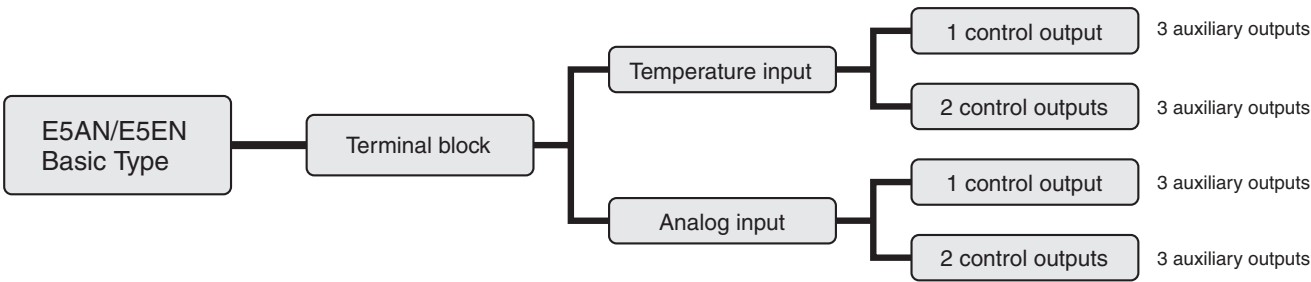 E5AN/E5EN
Basic Type
Terminal block
Temperature input
1 control output
3 auxiliary outputs
2 control outputs
3 auxiliary outputs
Analog input
1 control output
3 auxiliary outputs
2 control outputs
3 auxiliary outputs